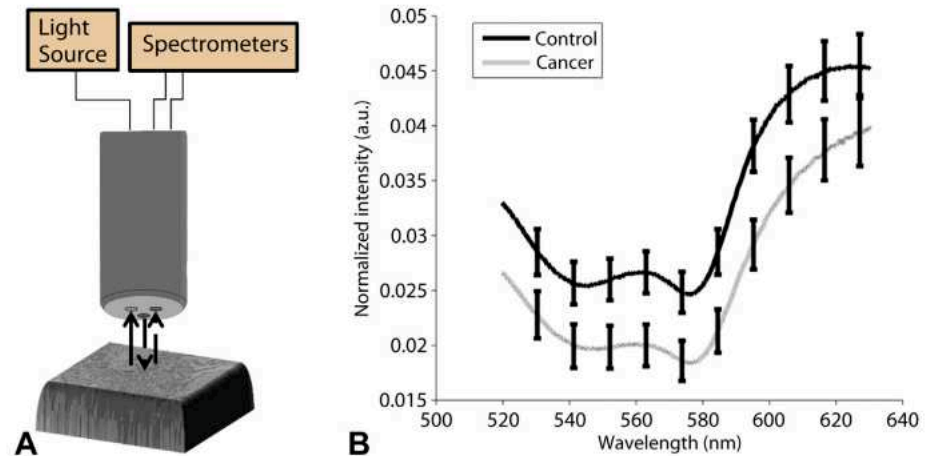 Light
Source
Spectrometers
A
Normalized intensity (a.u.)
0.05
0.045
0.04
0.035
0.03
0.025
0.02
0.015
Control
Cancer
500
520
540
560
580
600
620
640
Wavelength (nm)
B